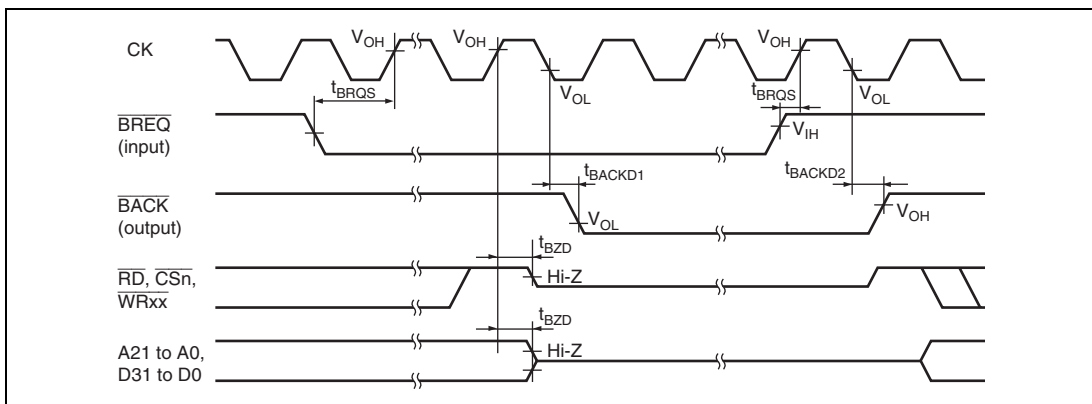 CK
V_OH
V_OH
V_OH
t_BRQS
V_OL
t_BRQS
V_OL
BREQ
(input)
V_IH
t_BACKD1
t_BACKD2
BACK
(output)
V_OL
V_OH
t_BZD
RD, CSn,
WRxx
Hi-Z
t_BZD
A21 to A0,
D31 to D0
Hi-Z